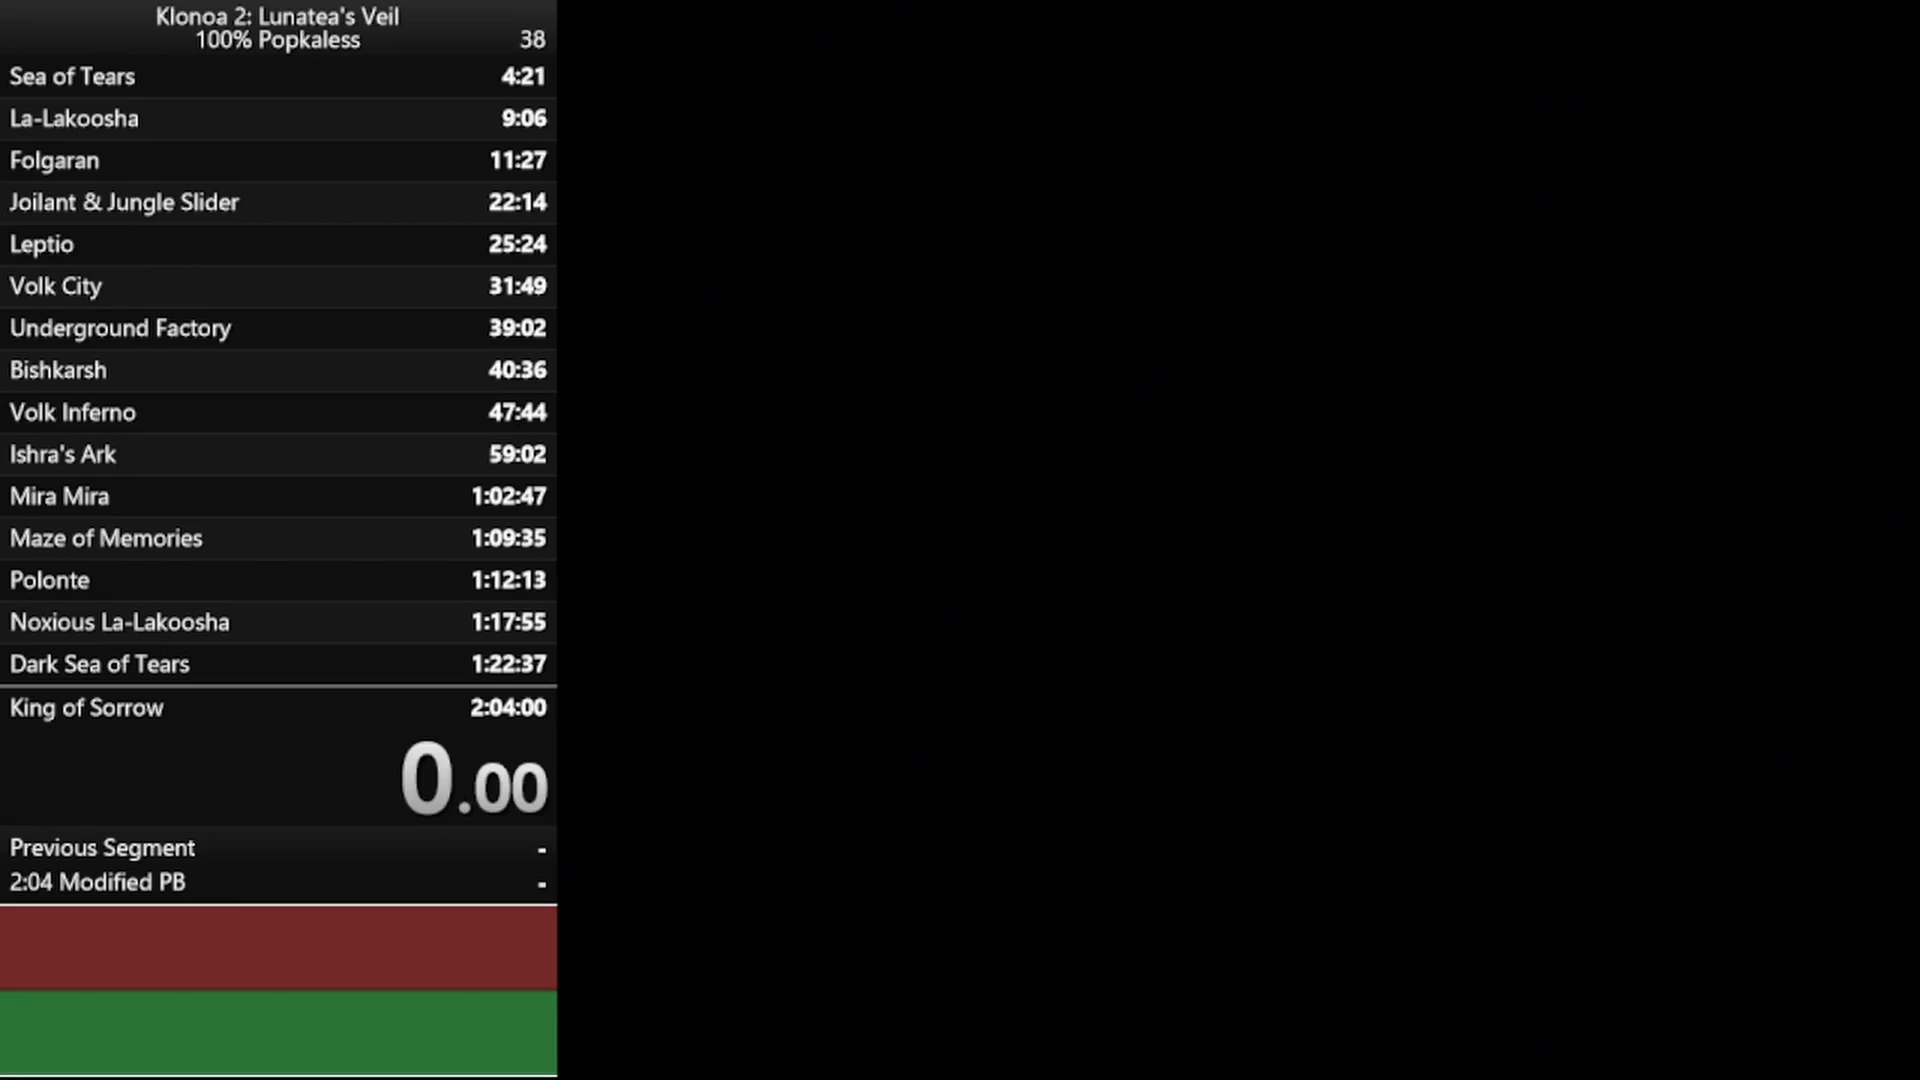 Klonoa 2: Lunatea's Veil
100% Popkaless 38
Sea of Tears 4:21
La-Lakoosha 9:06
Folgaran 11:27
Joilant & Jungle Slider 22:14
Leptio 25:24
Volk City 31:49
Underground Factory 39:02
Bishkarsh 40:36
Volk Inferno 47:44
Ishra's Ark 59:02
Mira Mira 1:02:47
Maze of Memories 1:09:35
Polonte 1:12:13
Noxious La-Lakoosha 1:17:55
Dark Sea of Tears 1:22:37
King of Sorrow 2:04:00
0.00
Previous Segment -
2:04 Modified PB -